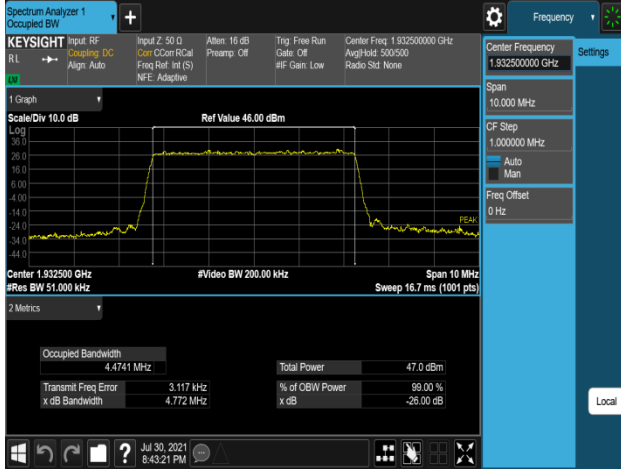 Spectrum Analyzer 1
Occupied BW
Frequency
KEYSIGHT
R L
Input: RF
Coupling: DC
Align: Auto
Input Z: 50 Ω
Corr CCorr RCal
Freq Ref: Int (S)
NFE: Adaptive
Atten: 16 dB
Preamp: Off
Trig: Free Run
Gate: Off
#IF Gain: Low
Center Freq: 1.932500000 GHz
Avg|Hold: 500/500
Radio Std: None
Center Frequency
1.932500000 GHz
Settings
Span
10.000 MHz
CF Step
1.000000 MHz
Auto
Man
Freq Offset
0 Hz
1 Graph
Scale/Div 10.0 dB
Ref Value 46.00 dBm
Log
36.0
26.0
16.0
6.00
-4.00
-14.0
-24.0
-34.0
-44.0
PEAK
Center 1.932500 GHz
#Video BW 200.00 kHz
Span 10 MHz
#Res BW 51.000 kHz
Sweep 16.7 ms (1001 pts)
2 Metrics
Occupied Bandwidth
4.4741 MHz
Total Power 47.0 dBm
Transmit Freq Error 3.117 kHz
% of OBW Power 99.00 %
x dB Bandwidth 4.772 MHz
x dB -26.00 dB
Local
?
Jul 30, 2021
8:43:21 PM